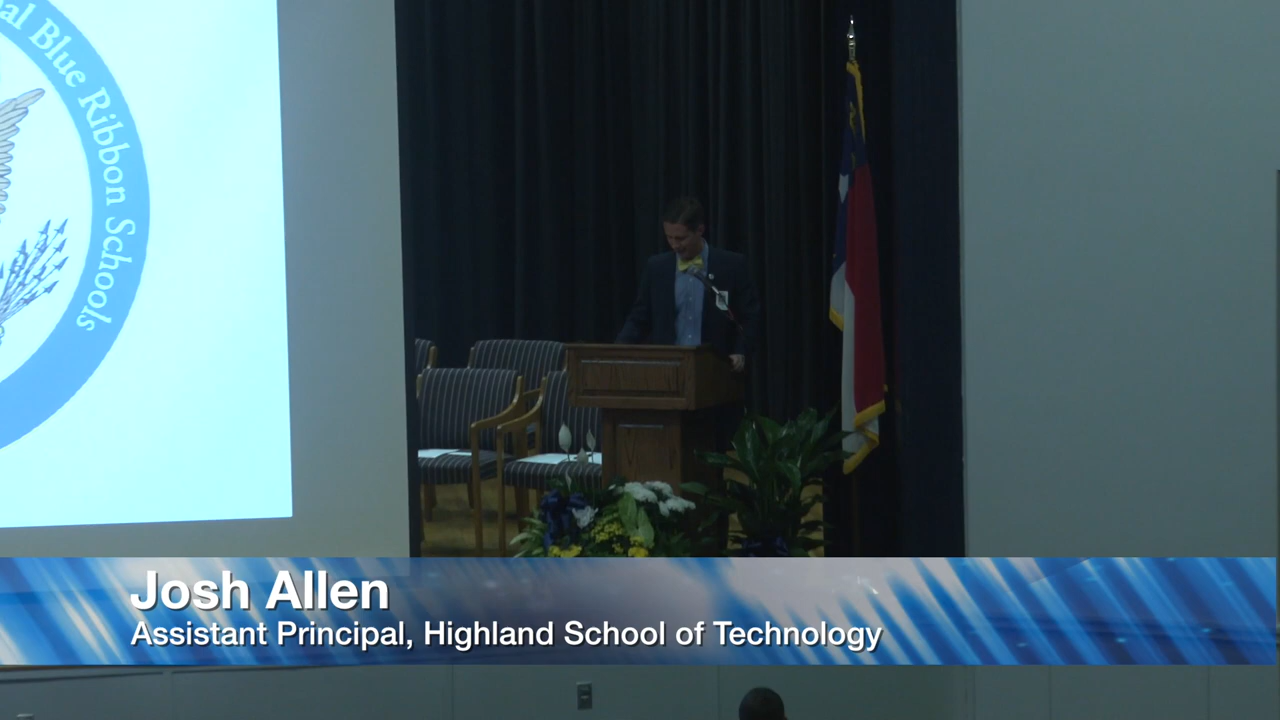 al Blue Ribbon Schools
Josh Allen
Assistant Principal, Highland School of Technology